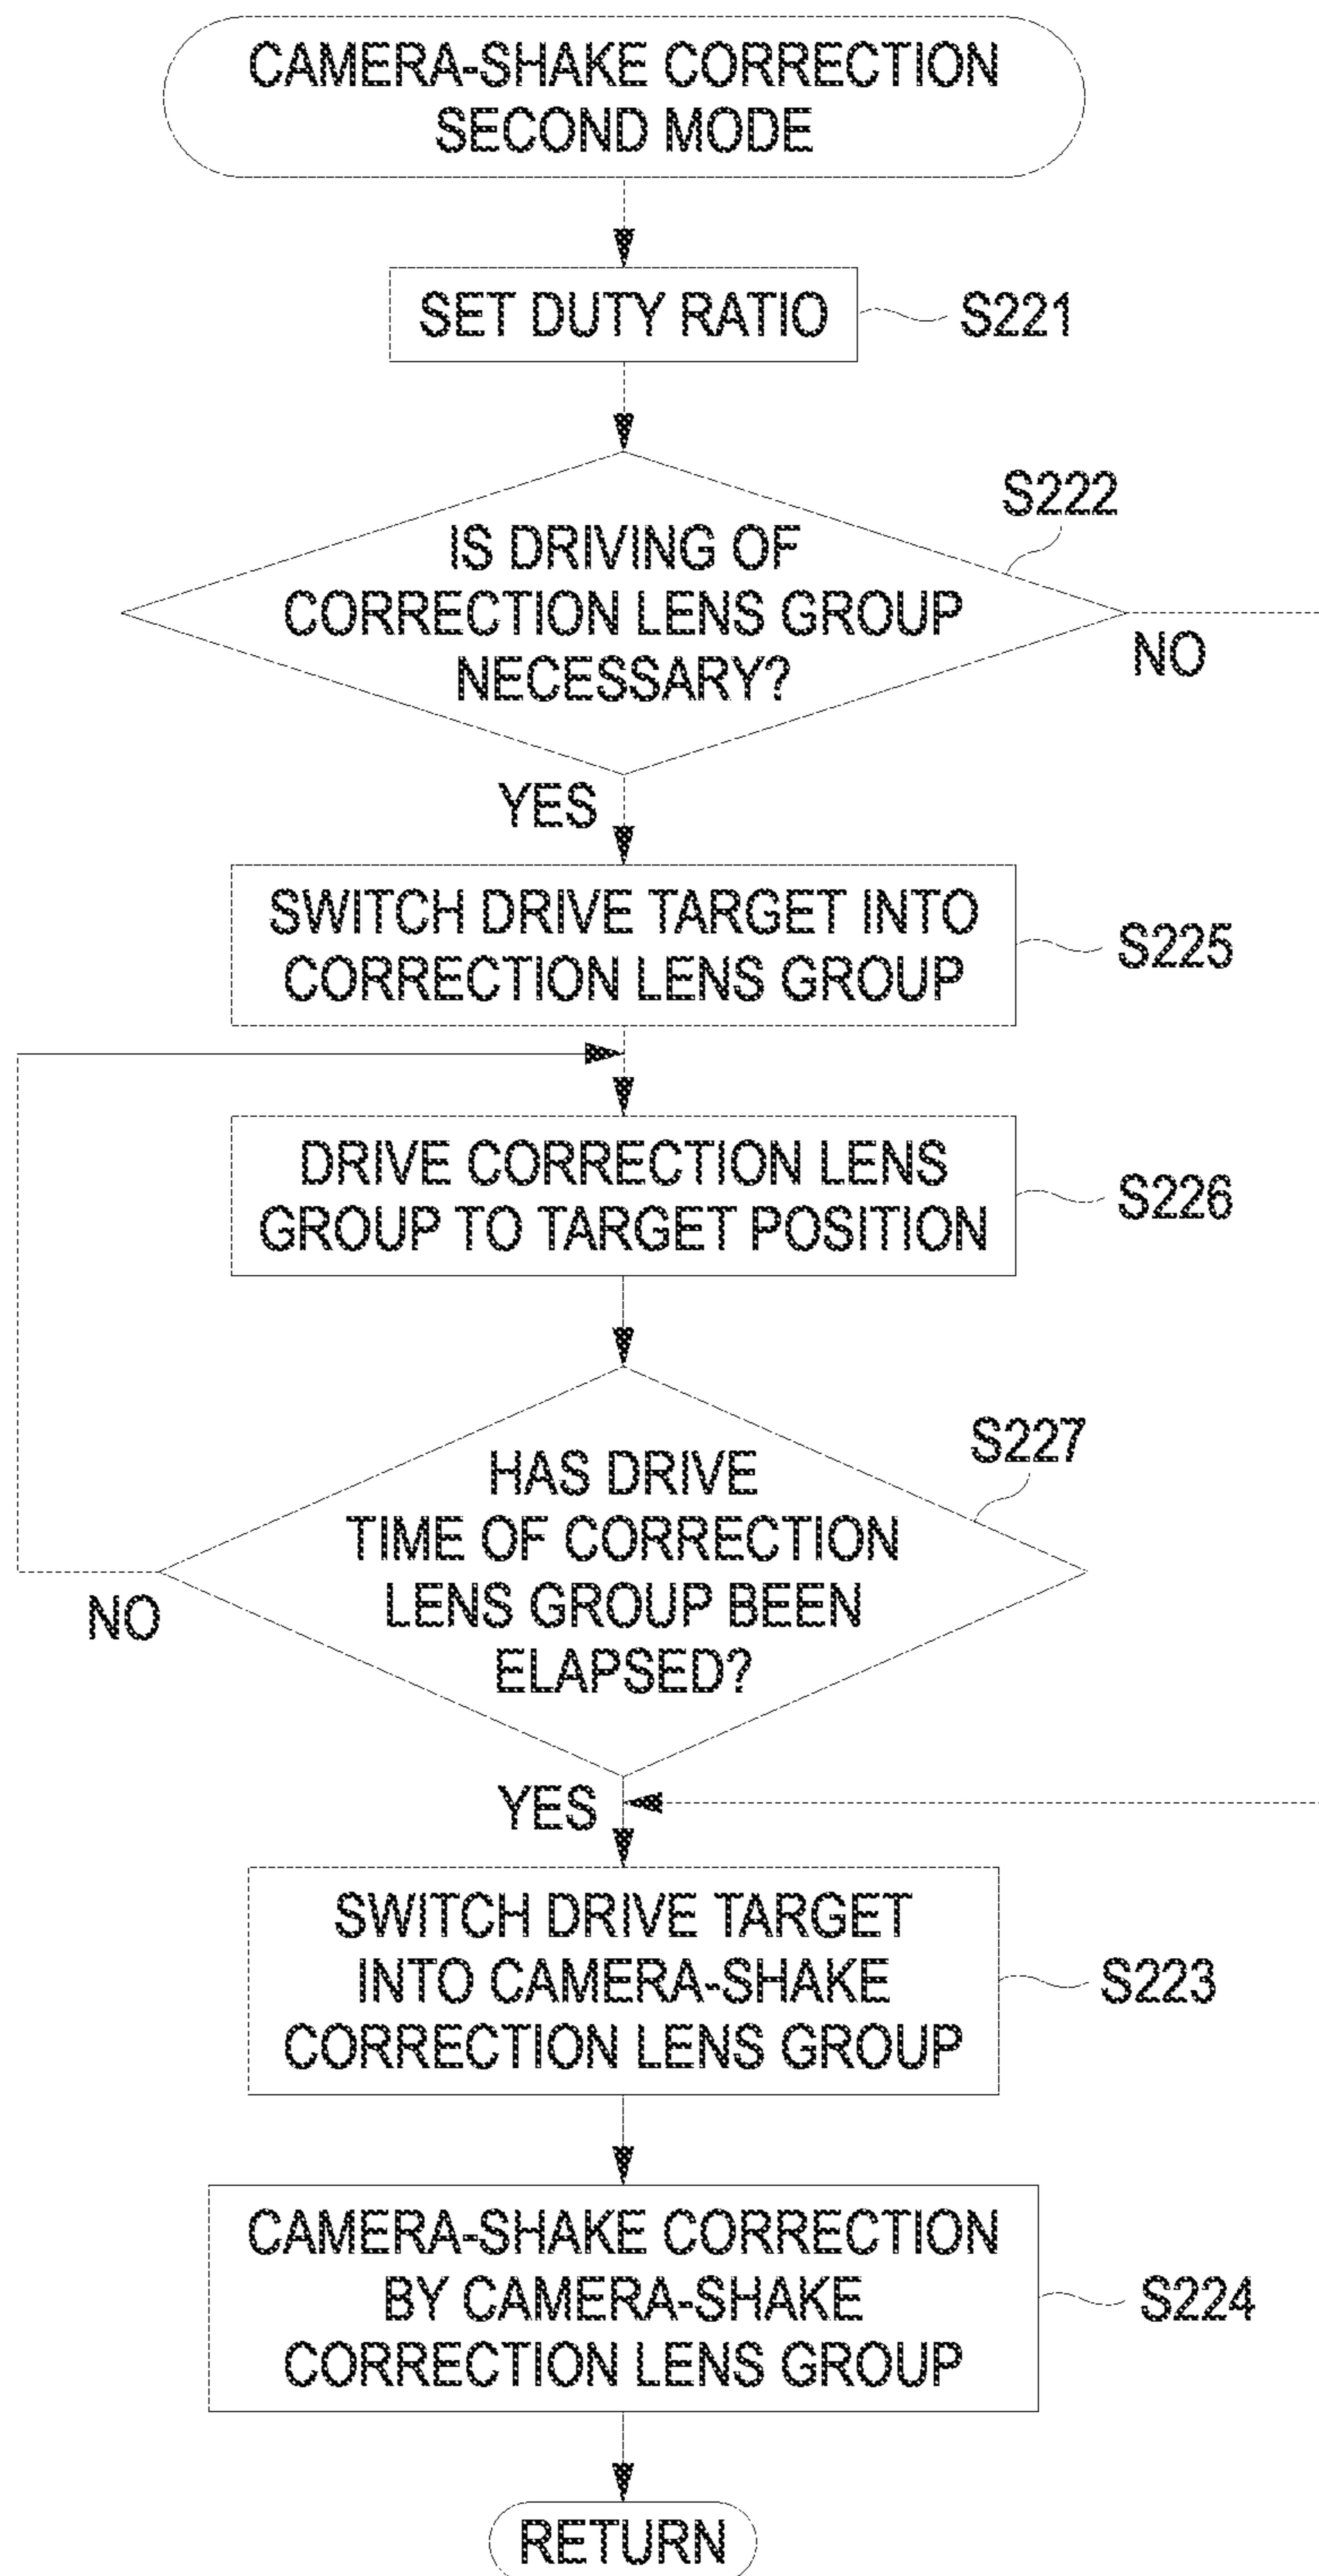 CAMERA-SHAKE CORRECTION
SECOND MODE
SET DUTY RATIO
S221
S222
IS DRIVING OF
CORRECTION LENS GROUP
NECESSARY?
NO
YES
SWITCH DRIVE TARGET INTO
CORRECTION LENS GROUP
S225
DRIVE CORRECTION LENS
GROUP TO TARGET POSITION
S226
S227
HAS DRIVE
TIME OF CORRECTION
LENS GROUP BEEN
ELAPSED?
NO
YES
SWITCH DRIVE TARGET
INTO CAMERA-SHAKE
CORRECTION LENS GROUP
S223
CAMERA-SHAKE CORRECTION
BY CAMERA-SHAKE
CORRECTION LENS GROUP
S224
RETURN